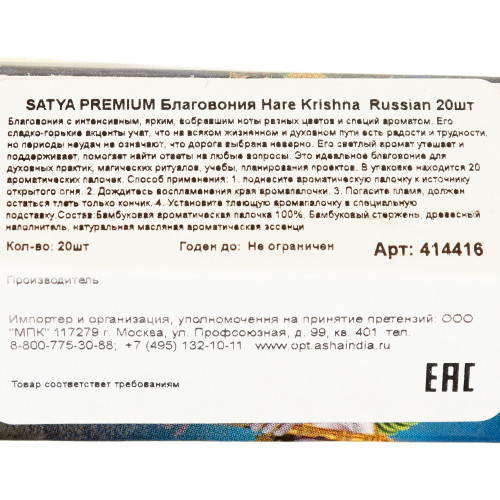 SATYA PREMIUM Благовония Hare Krishna Russian 20шт
Благовония с интенсивным, ярким, вобравшим ноты разных цветов и специй ароматом. Его
сладко-горькие акценты учат, что на всяком жизненном и духовном пути есть радости и трудности,
но периоды неудач не означают, что дорога выбрана неверно. Его светлый аромат утешает и
поддерживает, помогает найти ответы на любые вопросы. Это идеальное благовоние для
духовных практик, магических ритуалов, учебы, планирования проектов. В упаковке находится 20
ароматических палочек. Способ применения: 1. поднесите ароматическую палочку к источнику
открытого огня. 2. Дождитесь воспламенения края аромапалочки. 3. Погасите пламя, должен
остаться тлеть только кончик. 4. Установите тлеющую аромапалочку в специальную
подставку.Состав:Бамбуковая ароматическая палочка 100%. Бамбуковый стержень, древесный
наполнитель, натуральная масляная ароматическая эссенци
Кол-во: 20шт Годен до: Не ограничен Арт: 414416
Производитель:
Импортер и организация, уполномочения на принятие претензий: ООО
"МПК" 117279 г. Москва, ул. Профсоюзная, д. 99, кв. 401 тел.
8-800-775-30-88; +7 (495) 132-10-11 www.opt.ashaindia.ru
EAC
Товар соответствует требованиям